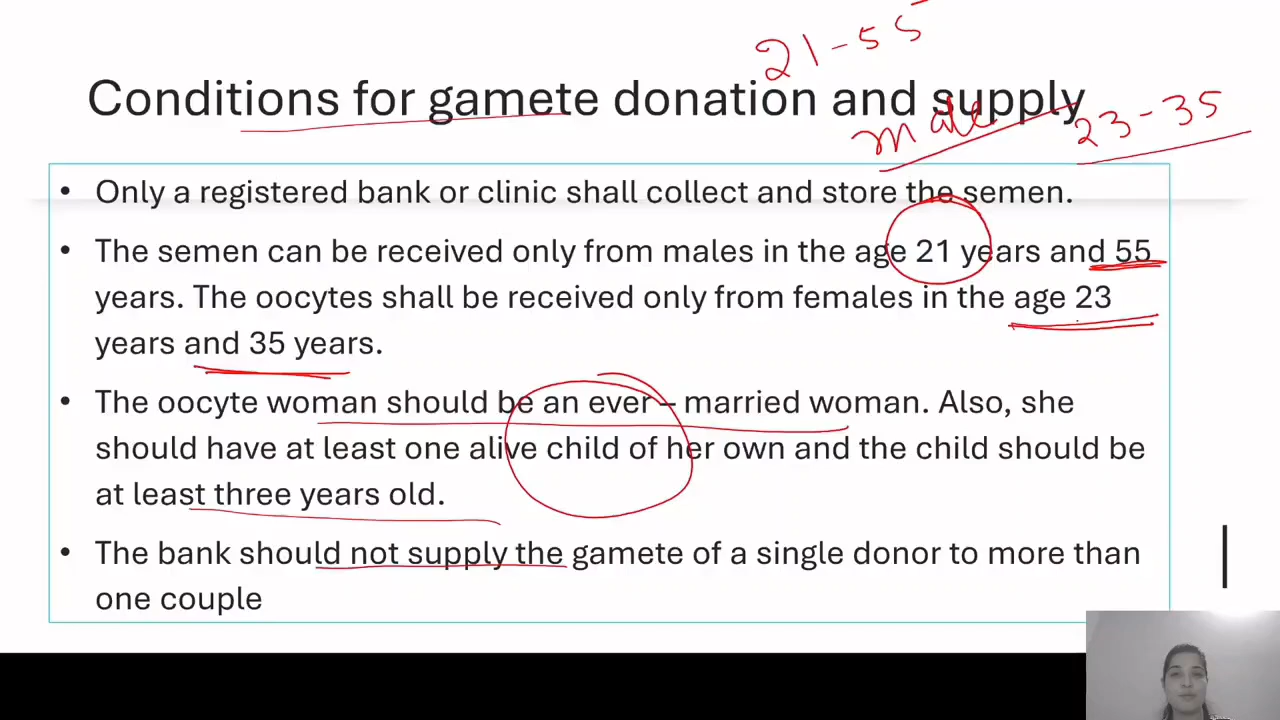 21-55
Conditions for gamete donation and supply
male
23-35
• Only a registered bank or clinic shall collect and store the semen.
• The semen can be received only from males in the age 21 years and 55
years. The oocytes shall be received only from females in the age 23
years and 35 years.
• The oocyte woman should be an ever – married woman. Also, she
should have at least one alive child of her own and the child should be
at least three years old.
• The bank should not supply the gamete of a single donor to more than
one couple